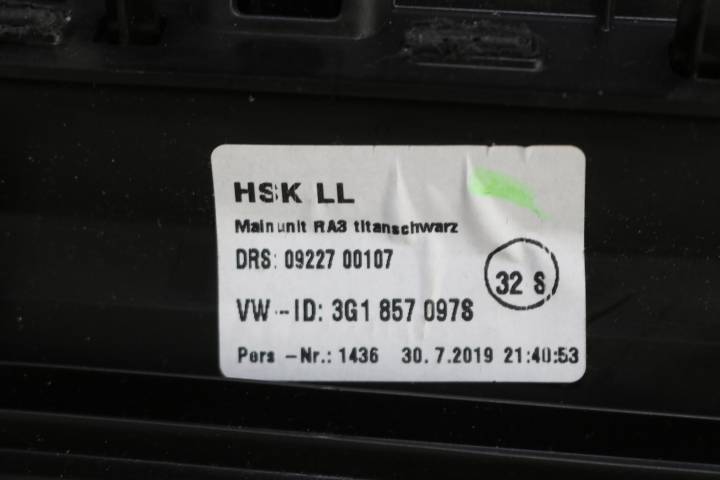 HSK LL
Mainunit RA3 titanschwarz
DRS: 09227 00107
32 S
VW-ID: 3G1 857 097S
Pers -Nr.: 1436 30.7.2019 21:40:53